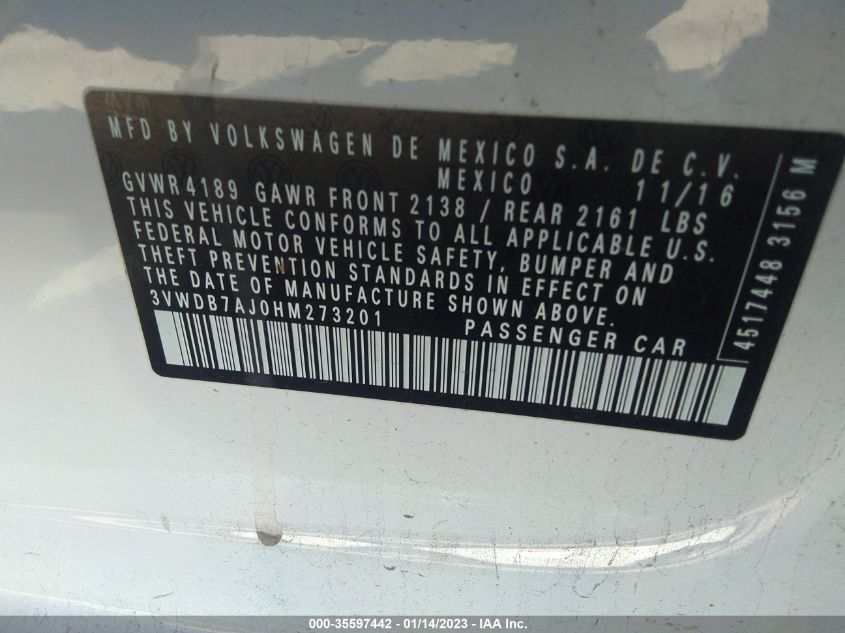 MFD BY VOLKSWAGEN DE MEXICO S.A. DE C.V.
MEXICO 11/16
GVWR 4189 GAWR FRONT 2138 / REAR 2161 LBS
THIS VEHICLE CONFORMS TO ALL APPLICABLE U.S.
FEDERAL MOTOR VEHICLE SAFETY, BUMPER AND
THEFT PREVENTION STANDARDS IN EFFECT ON
THE DATE OF MANUFACTURE SHOWN ABOVE.
3VWDB7AJ0HM273201 PASSENGER CAR
4517448 3156 M
000-35597442 - 01/14/2023 - IAA Inc.